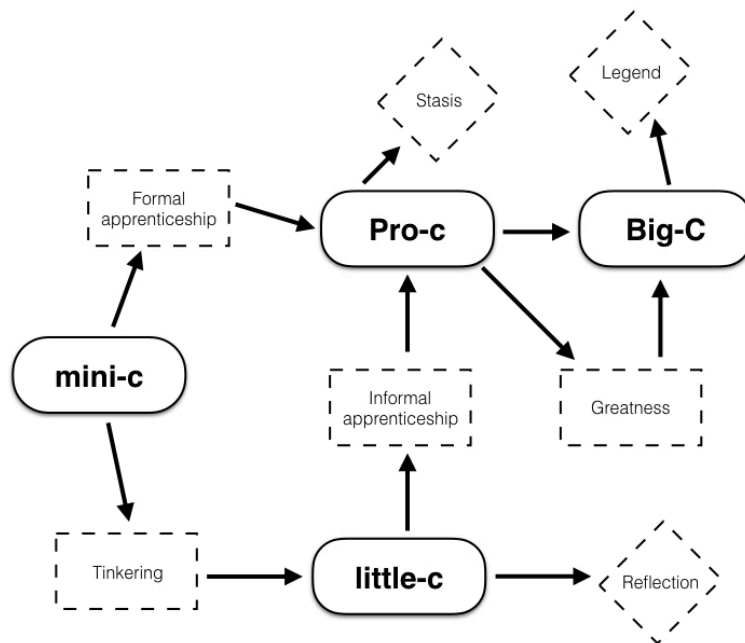 Legend
Stasis
Formal
apprenticeship
Pro-c
Big-C
mini-c
Informal
apprenticeship
Greatness
Tinkering
little-c
Reflection